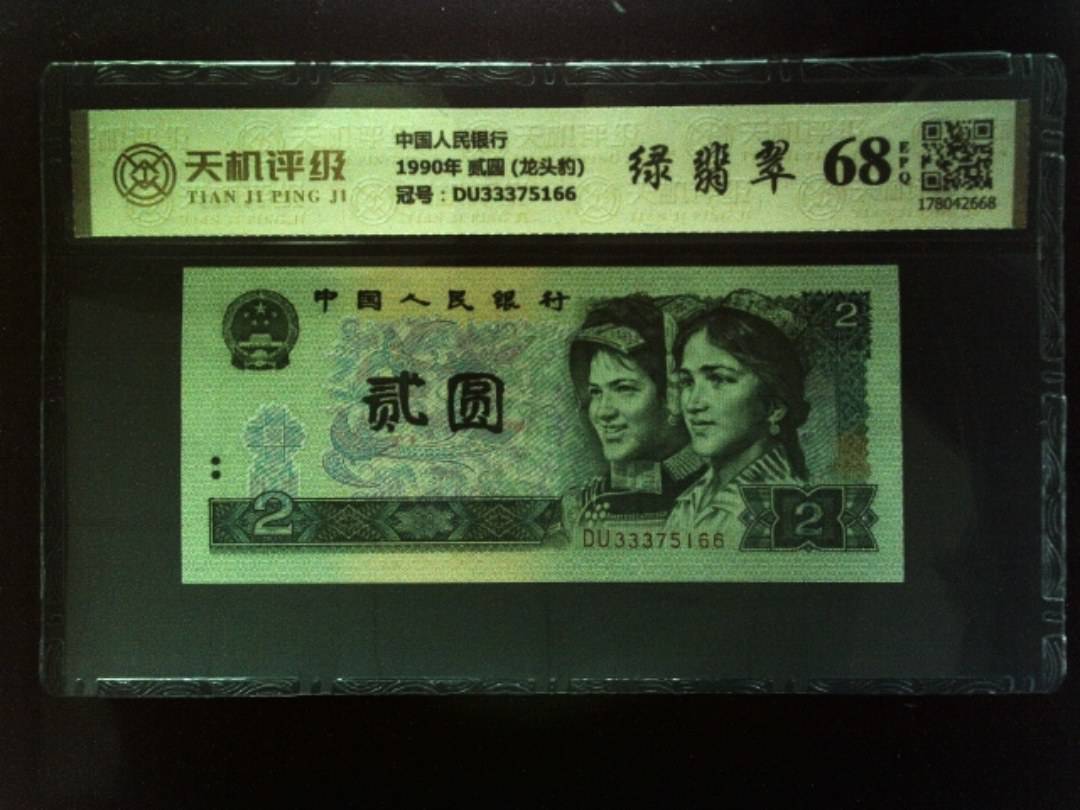 天机评级
TIAN JI PING JI
中国人民银行
1990年 贰圆 (龙头豹)
冠号：DU33375166
绿翡翠
68
EPQ
178042668
中国人民银行
2
贰圆
2
DU33375166
2